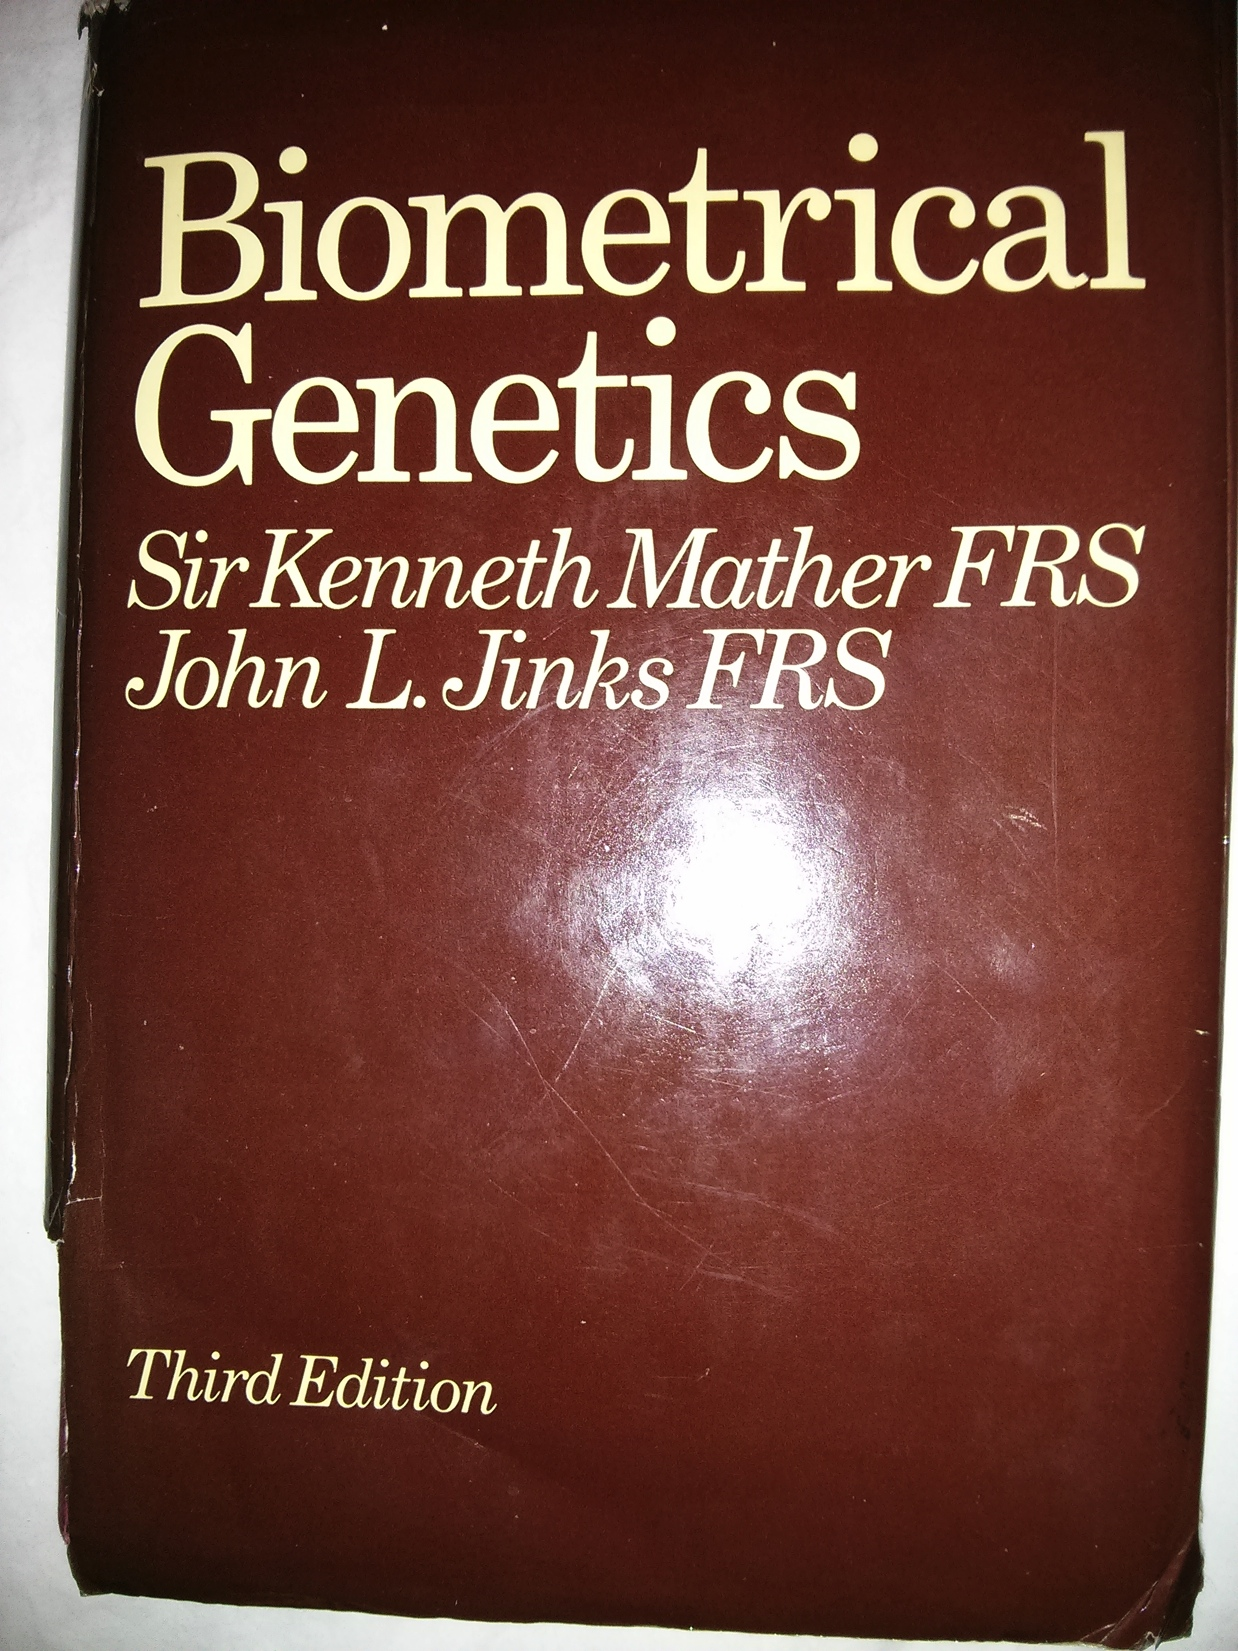 Biometrical
Genetics
Sir Kenneth Mather FRS
John L. Jinks FRS
Third Edition